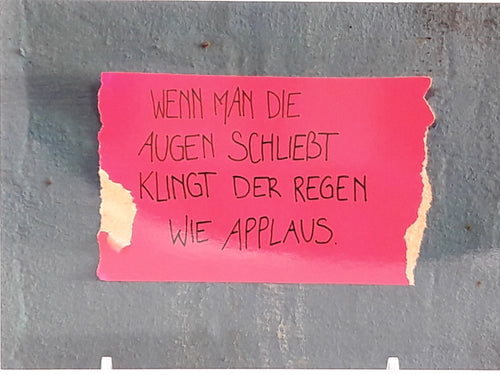 WENN MAN DIE
AUGEN SCHLIEßT
KLINGT DER REGEN
WIE APPLAUS.